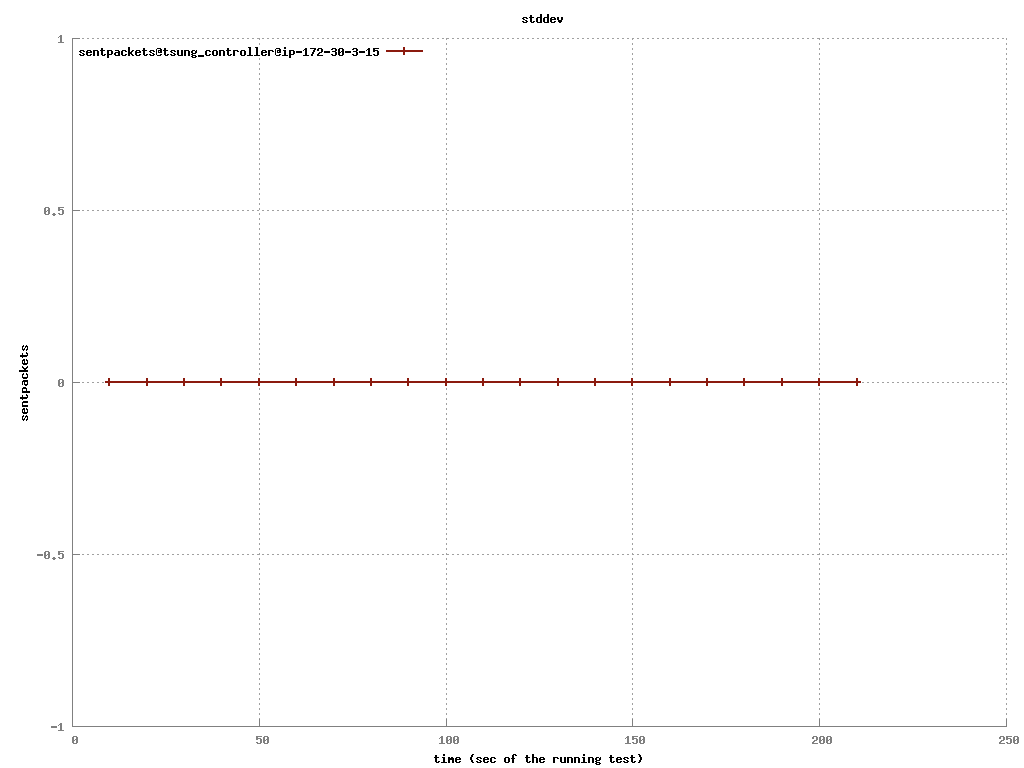 stddev
sentpackets@tsung_controller@ip-172-30-3-15
1
0.5
0
-0.5
-1
sentpackets
0 50 100 150 200 250
time (sec of the running test)